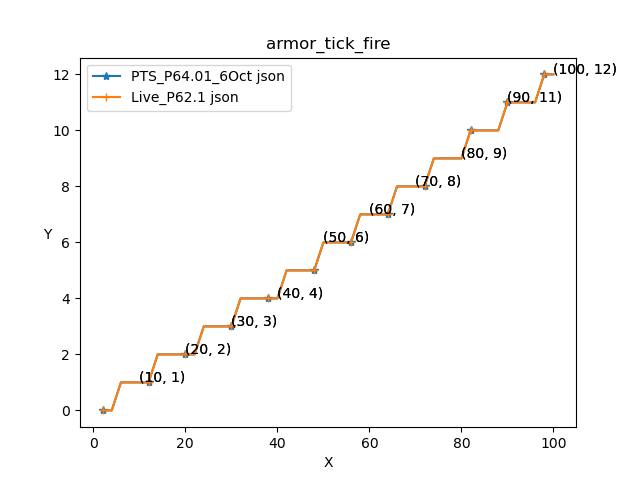 armor_tick_fire
PTS_P64.01_6Oct json
Live_P62.1 json
(100, 12)
(90, 11)
(80, 9)
(70, 8)
(60, 7)
(50, 6)
(40, 4)
(30, 3)
(20, 2)
(10, 1)
12
10
8
6
4
2
0
Y
0 20 40 60 80 100
X